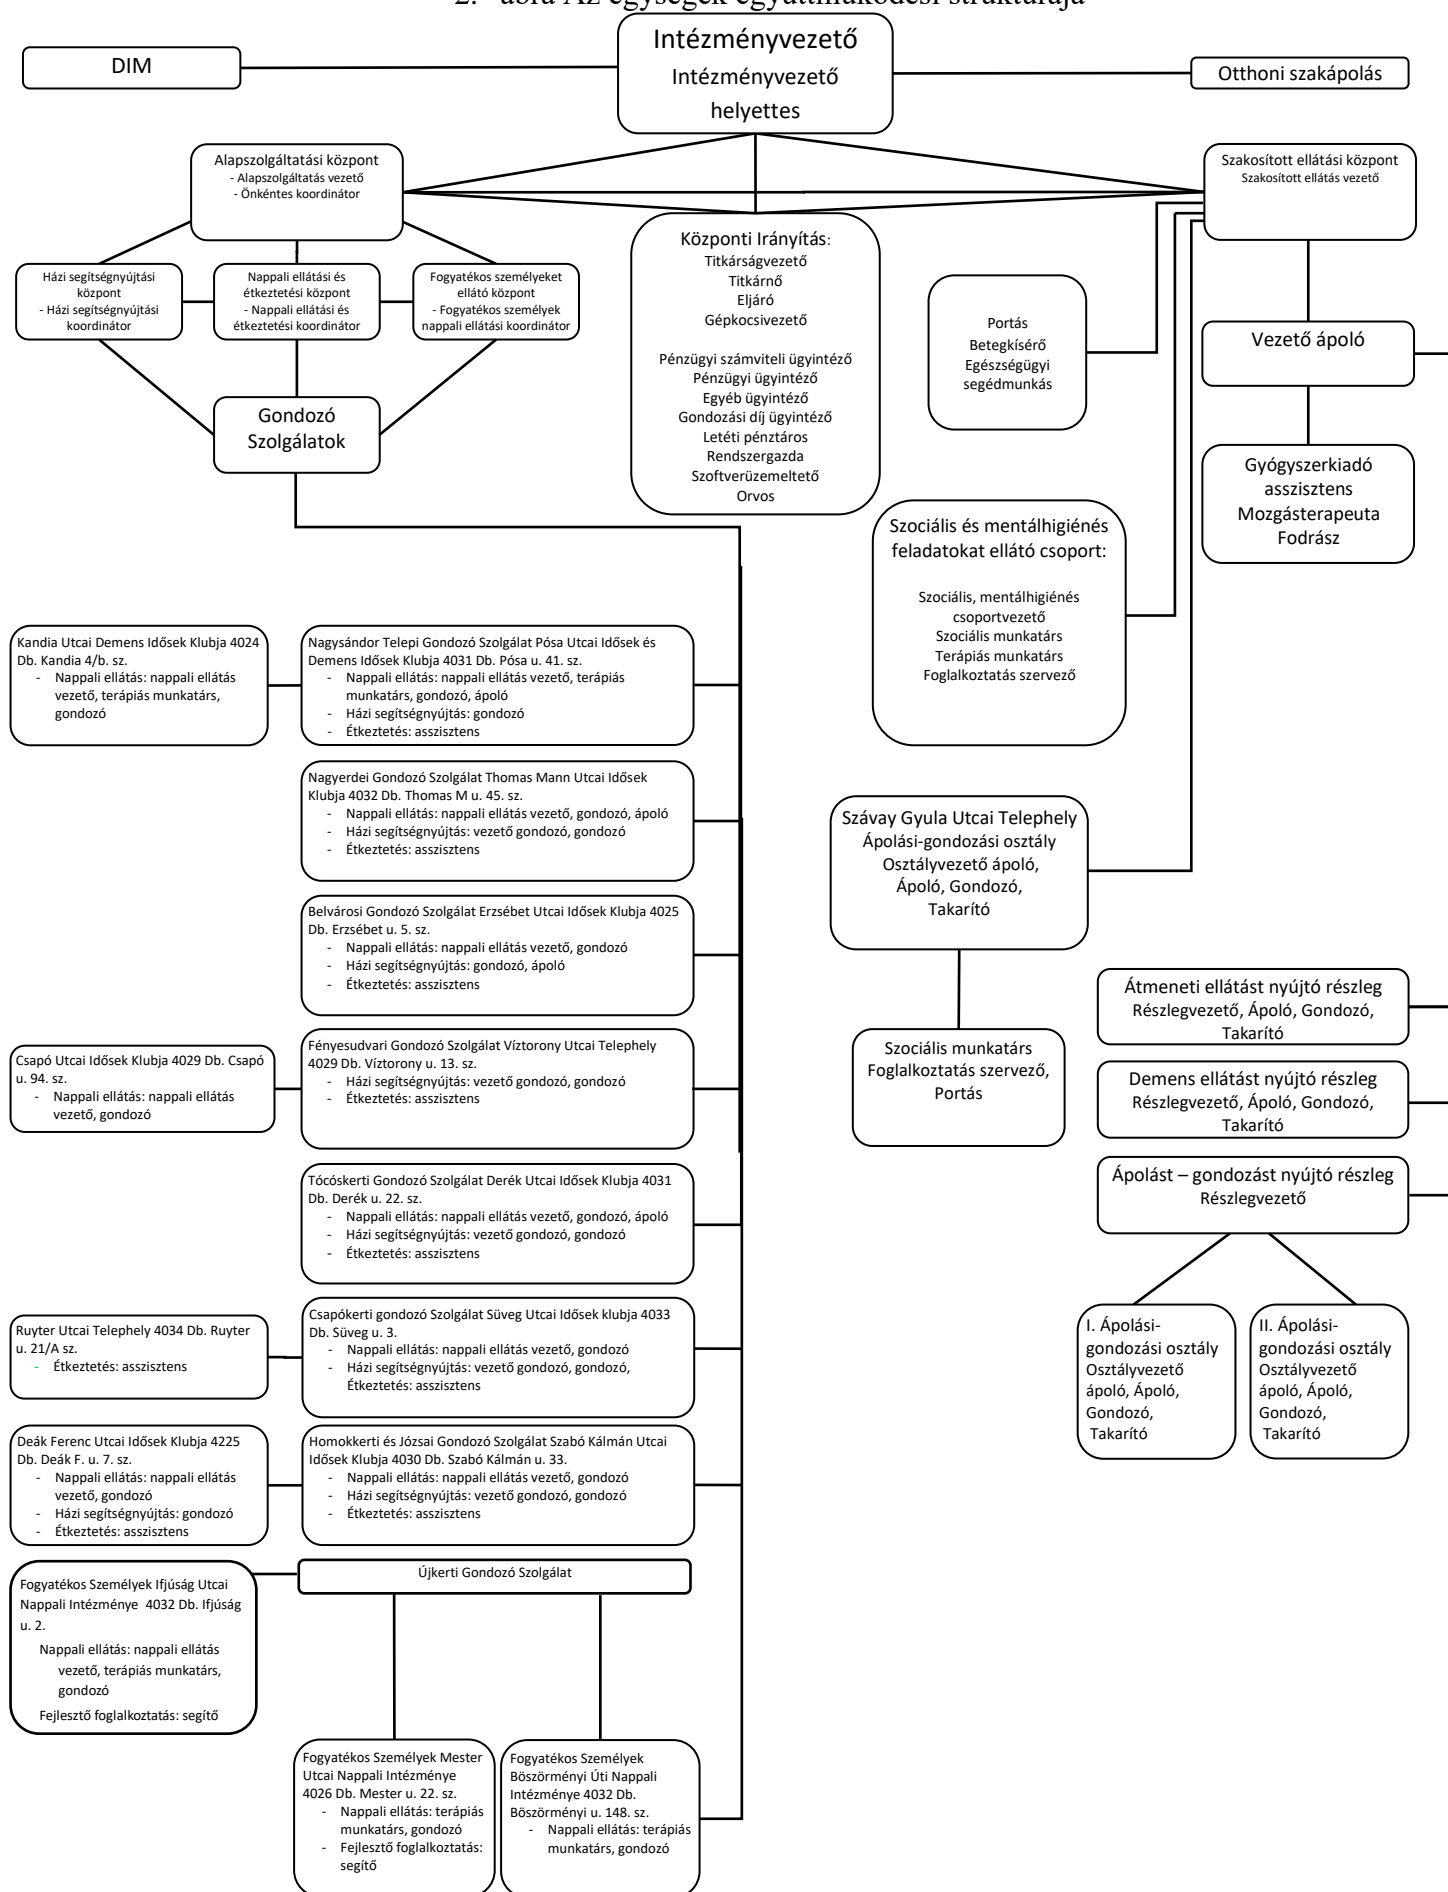 2. ábra Az egységek együttműködési struktúrája
DIM
Intézményvezető
Intézményvezető
helyettes
Otthoni szakápolás
Alapszolgáltatási központ
- Alapszolgáltatás vezető
- Önkéntes koordinátor
Szakosított ellátási központ
Szakosított ellátás vezető
Házi segítségnyújtási
központ
- Házi segítségnyújtási
koordinátor
Nappali ellátási és
étkeztetési központ
- Nappali ellátási és
étkeztetési koordinátor
Fogyatékos személyeket
ellátó központ
- Fogyatékos személyek
nappali ellátási koordinátor
Gondozó
Szolgálatok
Központi Irányítás:
Titkárságvezető
Titkárnő
Eljáró
Gépkocsivezető
Pénzügyi számviteli ügyintéző
Pénzügyi ügyintéző
Egyéb ügyintéző
Gondozási díj ügyintéző
Letéti pénztáros
Rendszergazda
Szoftverüzemeltető
Orvos
Portás
Betegkísérő
Egészségügyi
segédmunkás
Vezető ápoló
Gyógyszerkiadó
asszisztens
Mozgásterapeuta
Fodrász
Szociális és mentálhigiénés
feladatokat ellátó csoport:
Szociális, mentálhigiénés
csoportvezető
Szociális munkatárs
Terápiás munkatárs
Foglalkoztatás szervező
Kandia Utcai Demens Idősek Klubja 4024
Db. Kandia 4/b. sz.
- Nappali ellátás: nappali ellátás
vezető, terápiás munkatárs,
gondozó
Nagysándor Telepi Gondozó Szolgálat Pósa Utcai Idősek és
Demens Idősek Klubja 4031 Db. Pósa u. 41. sz.
- Nappali ellátás: nappali ellátás vezető, terápiás
munkatárs, gondozó, ápoló
- Házi segítségnyújtás: gondozó
- Étkeztetés: asszisztens
Nagyerdei Gondozó Szolgálat Thomas Mann Utcai Idősek
Klubja 4032 Db. Thomas M u. 45. sz.
- Nappali ellátás: nappali ellátás vezető, gondozó, ápoló
- Házi segítségnyújtás: vezető gondozó, gondozó
- Étkeztetés: asszisztens
Szávay Gyula Utcai Telephely
Ápolási-gondozási osztály
Osztályvezető ápoló,
Ápoló, Gondozó,
Takarító
Belvárosi Gondozó Szolgálat Erzsébet Utcai Idősek Klubja 4025
Db. Erzsébet u. 5. sz.
- Nappali ellátás: nappali ellátás vezető, gondozó
- Házi segítségnyújtás: gondozó, ápoló
- Étkeztetés: asszisztens
Átmeneti ellátást nyújtó részleg
Részlegvezető, Ápoló, Gondozó,
Takarító
Csapó Utcai Idősek Klubja 4029 Db. Csapó
u. 94. sz.
- Nappali ellátás: nappali ellátás
vezető, gondozó
Fényesudvari Gondozó Szolgálat Víztorony Utcai Telephely
4029 Db. Víztorony u. 13. sz.
- Házi segítségnyújtás: vezető gondozó, gondozó
- Étkeztetés: asszisztens
Szociális munkatárs
Foglalkoztatás szervező,
Portás
Demens ellátást nyújtó részleg
Részlegvezető, Ápoló, Gondozó,
Takarító
Tócóskerti Gondozó Szolgálat Derék Utcai Idősek Klubja 4031
Db. Derék u. 22. sz.
- Nappali ellátás: nappali ellátás vezető, gondozó, ápoló
- Házi segítségnyújtás: vezető gondozó, gondozó
- Étkeztetés: asszisztens
Ápolást – gondozást nyújtó részleg
Részlegvezető
Ruyter Utcai Telephely 4034 Db. Ruyter
u. 21/A sz.
- Étkeztetés: asszisztens
Csapókerti gondozó Szolgálat Süveg Utcai Idősek klubja 4033
Db. Süveg u. 3.
- Nappali ellátás: nappali ellátás vezető, gondozó
- Házi segítségnyújtás: vezető gondozó, gondozó,
Étkeztetés: asszisztens
I. Ápolási-
gondozási osztály
Osztályvezető
ápoló, Ápoló,
Gondozó,
Takarító
II. Ápolási-
gondozási osztály
Osztályvezető
ápoló, Ápoló,
Gondozó,
Takarító
Deák Ferenc Utcai Idősek Klubja 4225
Db. Deák F. u. 7. sz.
- Nappali ellátás: nappali ellátás
vezető, gondozó
- Házi segítségnyújtás: gondozó
- Étkeztetés: asszisztens
Homokkerti és Józsai Gondozó Szolgálat Szabó Kálmán Utcai
Idősek Klubja 4030 Db. Szabó Kálmán u. 33.
- Nappali ellátás: nappali ellátás vezető, gondozó
- Házi segítségnyújtás: vezető gondozó, gondozó
- Étkeztetés: asszisztens
Fogyatékos Személyek Ifjúság Utcai
Nappali Intézménye 4032 Db. Ifjúság
u. 2.
Nappali ellátás: nappali ellátás
vezető, terápiás munkatárs,
gondozó
Fejlesztő foglalkoztatás: segítő
Újkerti Gondozó Szolgálat
Fogyatékos Személyek Mester
Utcai Nappali Intézménye
4026 Db. Mester u. 22. sz.
- Nappali ellátás: terápiás
munkatárs, gondozó
- Fejlesztő foglalkoztatás:
segítő
Fogyatékos Személyek
Böszörményi Úti Nappali
Intézménye 4032 Db.
Böszörményi u. 148. sz.
- Nappali ellátás: terápiás
munkatárs, gondozó